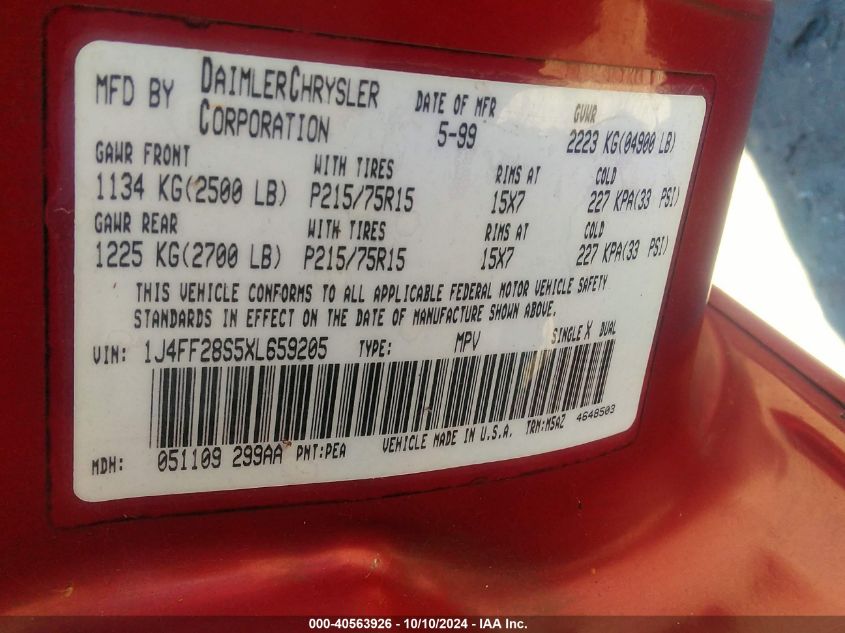 MFD BY DAIMLERCHRYSLER CORPORATION DATE OF MFR 5-99 GVWR 2223 KG(04900 LB)
GAWR FRONT WITH TIRES RIMS AT COLD
1134 KG(2500 LB) P215/75R15 15X7 227 KPA(33 PSI)
GAWR REAR WITH TIRES RIMS AT COLD
1225 KG(2700 LB) P215/75R15 15X7 227 KPA(33 PSI)
THIS VEHICLE CONFORMS TO ALL APPLICABLE FEDERAL MOTOR VEHICLE SAFETY
STANDARDS IN EFFECT ON THE DATE OF MANUFACTURE SHOWN ABOVE.
VIN: 1J4FF28S5XL659205 TYPE: MPV SINGLE X DUAL
MDH: 051109 299AA PNT:PEA VEHICLE MADE IN U.S.A. TRM:M5AZ 4648503
000-40563926 - 10/10/2024 - IAAI Inc.